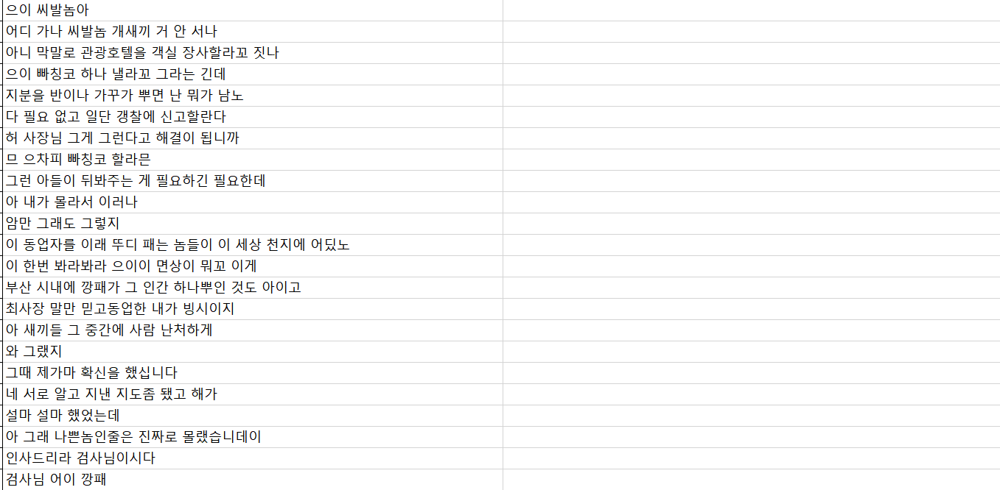 으이 씨발놈아
어디 가나 씨발놈 개새끼 거 안 서나
아니 막말로 관광호텔을 객실 장사할라꼬 짓나
으이 빠칭코 하나 낼라꼬 그라는 긴데
지분을 반이나 가꾸가 뿌면 난 뭐가 남노
다 필요 없고 일단 갱찰에 신고할란다
허 사장님 그게 그런다고 해결이 됩니까
므 으차피 빠칭코 할라믄
그런 아들이 뒤봐주는 게 필요하긴 필요한데
아 내가 몰라서 이러나
암만 그래도 그렇지
이 동업자를 이래 뚜디 패는 놈들이 이 세상 천지에 어딨노
이 한번 봐라봐라 으이이 면상이 뭐꼬 이게
부산 시내에 깡패가 그 인간 하나뿌인 것도 아이고
최사장 말만 믿고동업한 내가 빙시이지
아 새끼들 그 중간에 사람 난처하게
와 그랬지
그때 제가마 확신을 했십니다
네 서로 알고 지낸 지도좀 됐고 해가
설마 설마 했었는데
아 그래 나쁜놈인줄은 진짜로 몰랬습니데이
인사드리라 검사님이시다
검사님 어이 깡패